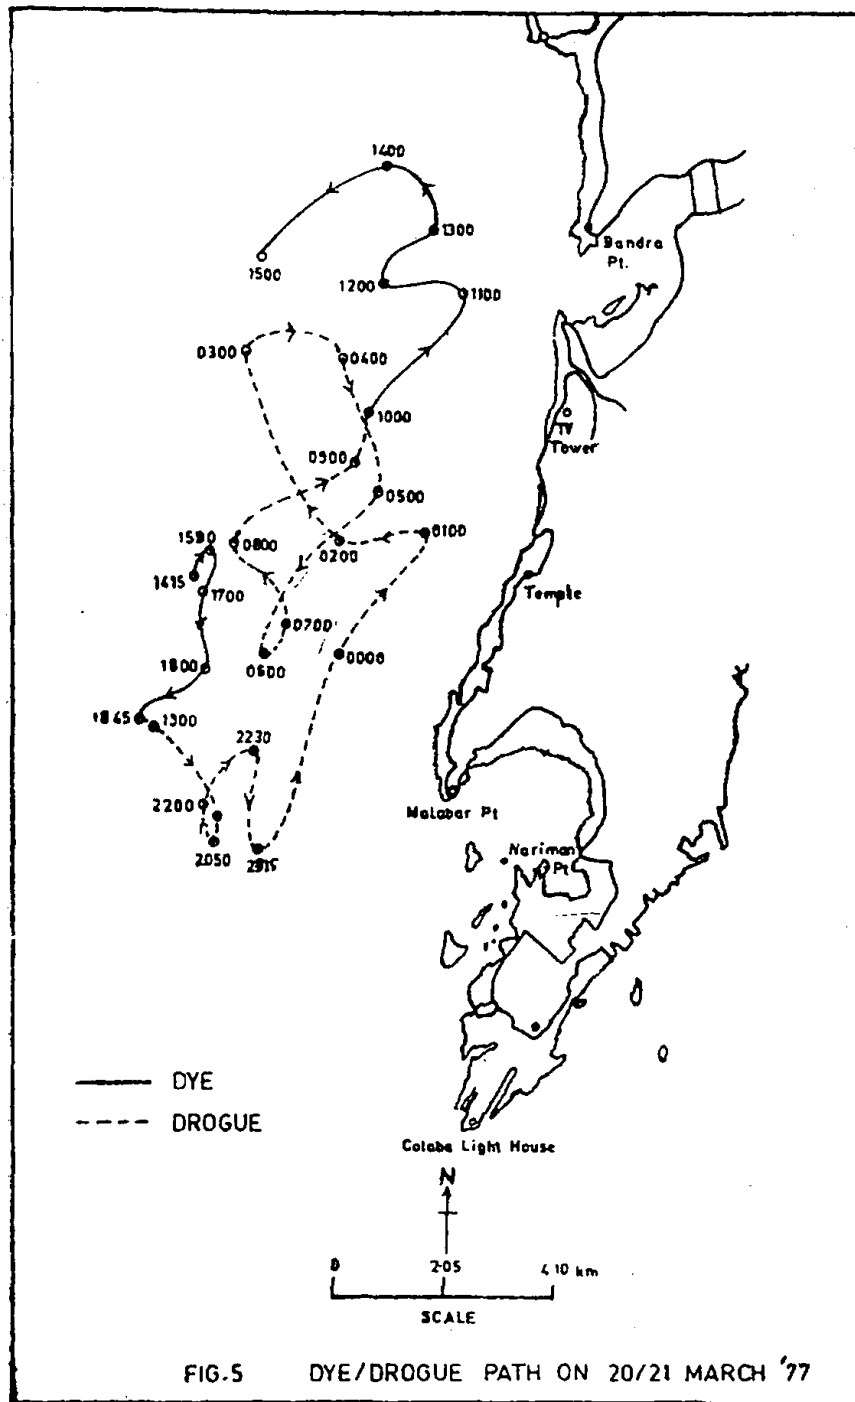 1400
1300
Bandra
Pt.
1500
1200
1100
0300
0400
1000
TV
Tower
0900
0500
0100
1530
0800
0200
1415
1700
Temple
0700
0600
0000
1800
1845
1300
2230
2200
Malabar Pt
Nariman
Pt
2050
2315
DYE
DROGUE
Colaba Light House
N
0
2.05
4.10 km
SCALE
FIG.5 DYE/DROGUE PATH ON 20/21 MARCH '77